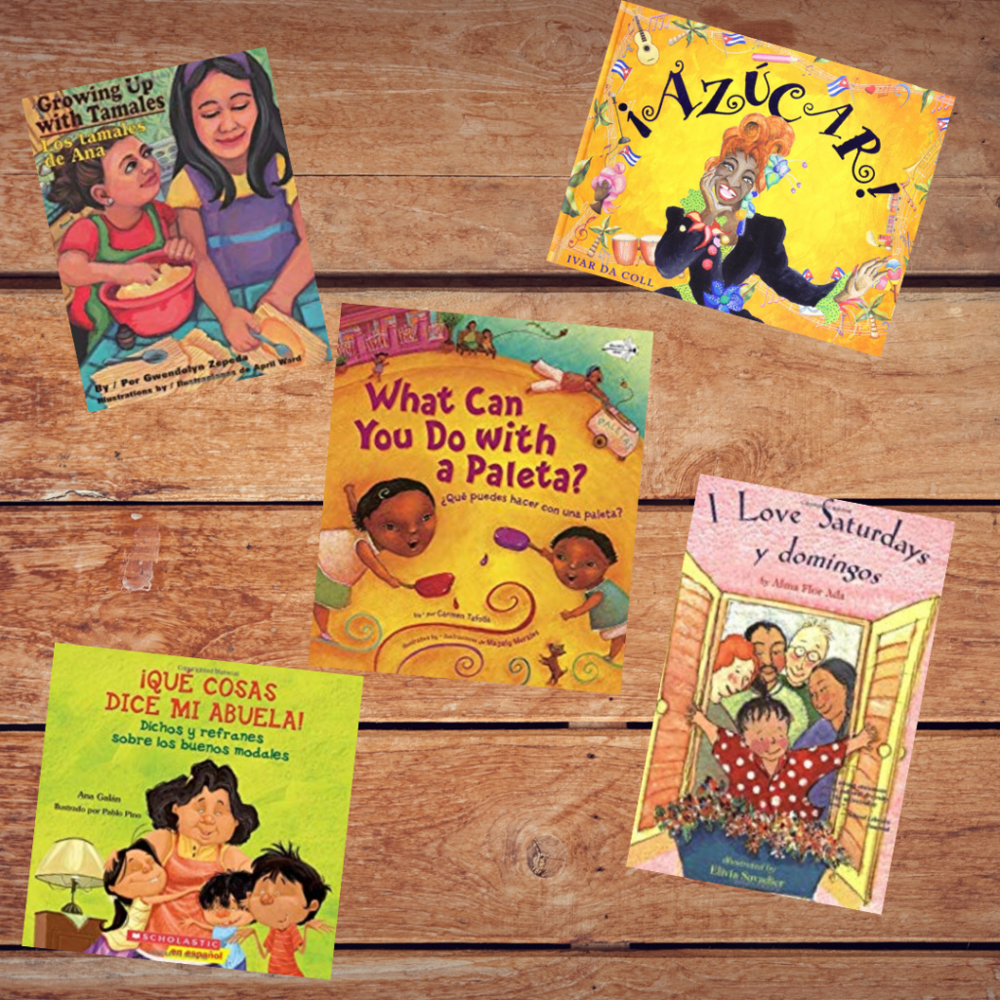 Growing Up
with Tamales
Los tamales
de Ana
By / Por Gwendolyn Zepeda
Illustrations by / Ilustraciones de April Ward
¡AZÚCAR!
IVAR DA COLL
What Can
You Do with
a Paleta?
¿Qué puedes hacer con una paleta?
PALETAS
by • por Carmen Tafolla
illustrated by • ilustraciones de Magaly Morales
I Love Saturdays
y domingos
by Alma Flor Ada
illustrated by
Elivia Savadier
Copyrighted Material
¡QUÉ COSAS
DICE MI ABUELA!
Dichos y refranes
sobre los buenos modales
Ana Galán
Ilustrado por Pablo Pino
SCHOLASTIC
en español